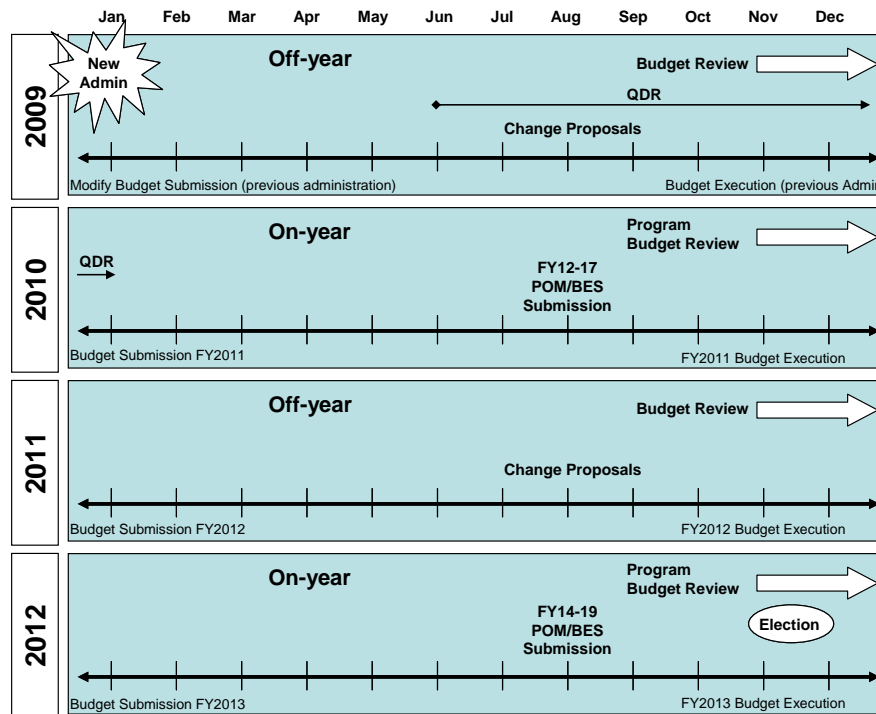 Jan Feb Mar Apr May Jun Jul Aug Sep Oct Nov Dec
2009
New
Admin
Off-year
Budget Review
QDR
Change Proposals
Modify Budget Submission (previous administration)
Budget Execution (previous Admin
2010
On-year
Program
Budget Review
QDR
FY12-17
POM/BES
Submission
Budget Submission FY2011
FY2011 Budget Execution
2011
Off-year
Budget Review
Change Proposals
Budget Submission FY2012
FY2012 Budget Execution
2012
On-year
Program
Budget Review
FY14-19
POM/BES
Submission
Election
Budget Submission FY2013
FY2013 Budget Execution